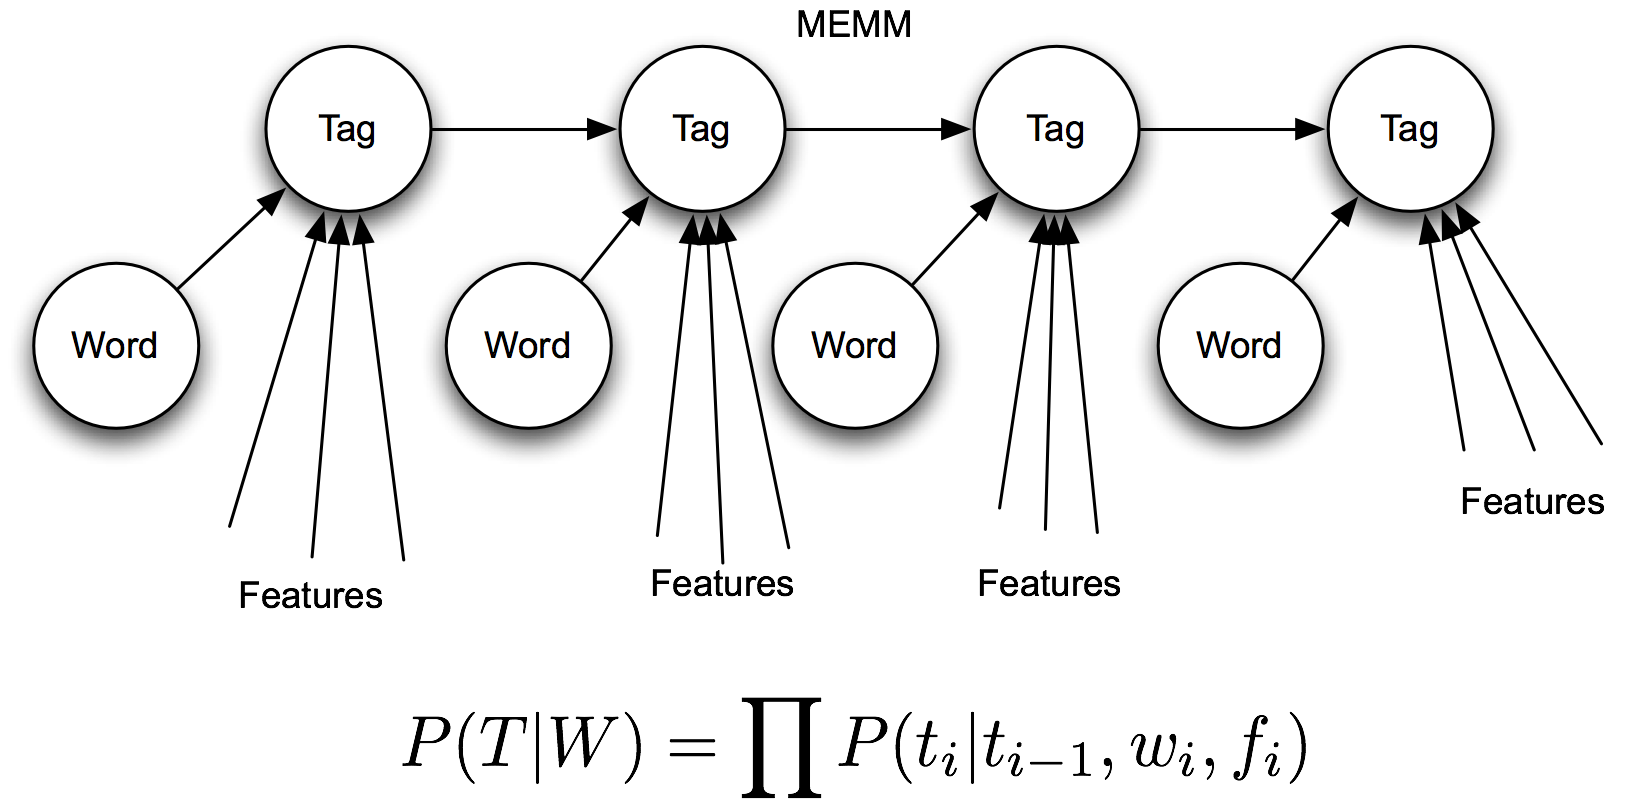 MEMM
Tag Tag Tag Tag
Word Word Word Word
Features
Features Features Features
P(T|W) = ∏ P(t_i|t_{i−1}, w_i, f_i)